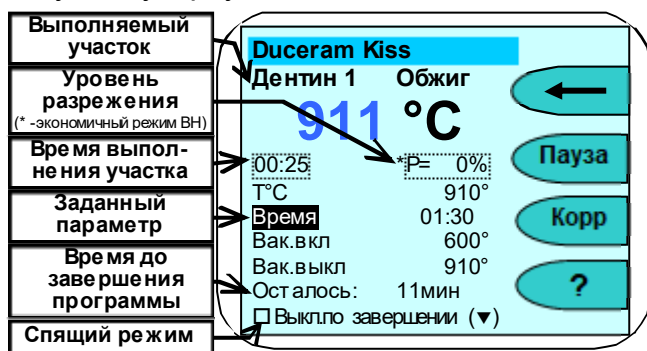 Выполняемый
участок
Уровень
разрежения
(* -экономичный режим ВН)
Время выпол-
нения участка
Заданный
параметр
Время до
завершения
программы
Спящий режим
Duceram Kiss
Дентин 1 Обжиг
911 °C
00:25 *P= 0%
T°C 910°
Время 01:30
Вак.вкл 600°
Вак.выкл 910°
Осталось: 11мин
Выкл.по завершении (▼)
Пауза
Корр
?